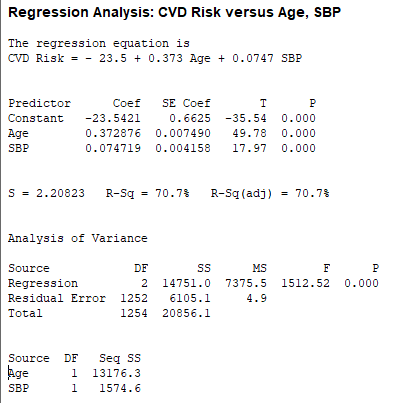 Regression Analysis: CVD Risk versus Age, SBP
The regression equation is
CVD Risk = - 23.5 + 0.373 Age + 0.0747 SBP
Predictor Coef SE Coef T P
Constant -23.5421 0.6625 -35.54 0.000
Age 0.372876 0.007490 49.78 0.000
SBP 0.074719 0.004158 17.97 0.000
S = 2.20823 R-Sq = 70.7% R-Sq(adj) = 70.7%
Analysis of Variance
Source DF SS MS F P
Regression 2 14751.0 7375.5 1512.52 0.000
Residual Error 1252 6105.1 4.9
Total 1254 20856.1
Source DF Seq SS
Age 1 13176.3
SBP 1 1574.6